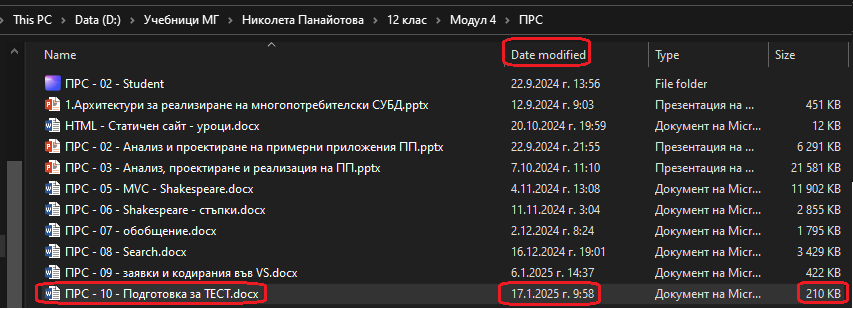 This PC > Data (D:) > Учебници МГ > Николета Панайотова > 12 клас > Модул 4 > ПРС
Name Date modified Type Size
ПРС - 02 - Student 22.9.2024 г. 13:56 File folder
1.Архитектури за реализиране на многопотребителски СУБД.pptx 12.9.2024 г. 9:03 Презентация на ... 451 KB
HTML - Статичен сайт - уроци.docx 20.10.2024 г. 19:59 Документ на Micr... 12 KB
ПРС - 02 - Анализ и проектиране на примерни приложения ПП.pptx 22.9.2024 г. 21:55 Презентация на ... 6 291 KB
ПРС - 03 - Анализ, проектиране и реализация на ПП.pptx 7.10.2024 г. 11:10 Презентация на ... 21 581 KB
ПРС - 05 - MVC - Shakespeare.docx 4.11.2024 г. 13:08 Документ на Micr... 11 902 KB
ПРС - 06 - Shakespeare - стъпки.docx 11.11.2024 г. 3:04 Документ на Micr... 2 855 KB
ПРС - 07 - обобщение.docx 2.12.2024 г. 8:24 Документ на Micr... 1 795 KB
ПРС - 08 - Search.docx 16.12.2024 г. 19:01 Документ на Micr... 3 429 KB
ПРС - 09 - заявки и кодирания във VS.docx 6.1.2025 г. 14:37 Документ на Micr... 422 KB
ПРС - 10 - Подготовка за ТЕСТ.docx 17.1.2025 г. 9:58 Документ на Micr... 210 KB